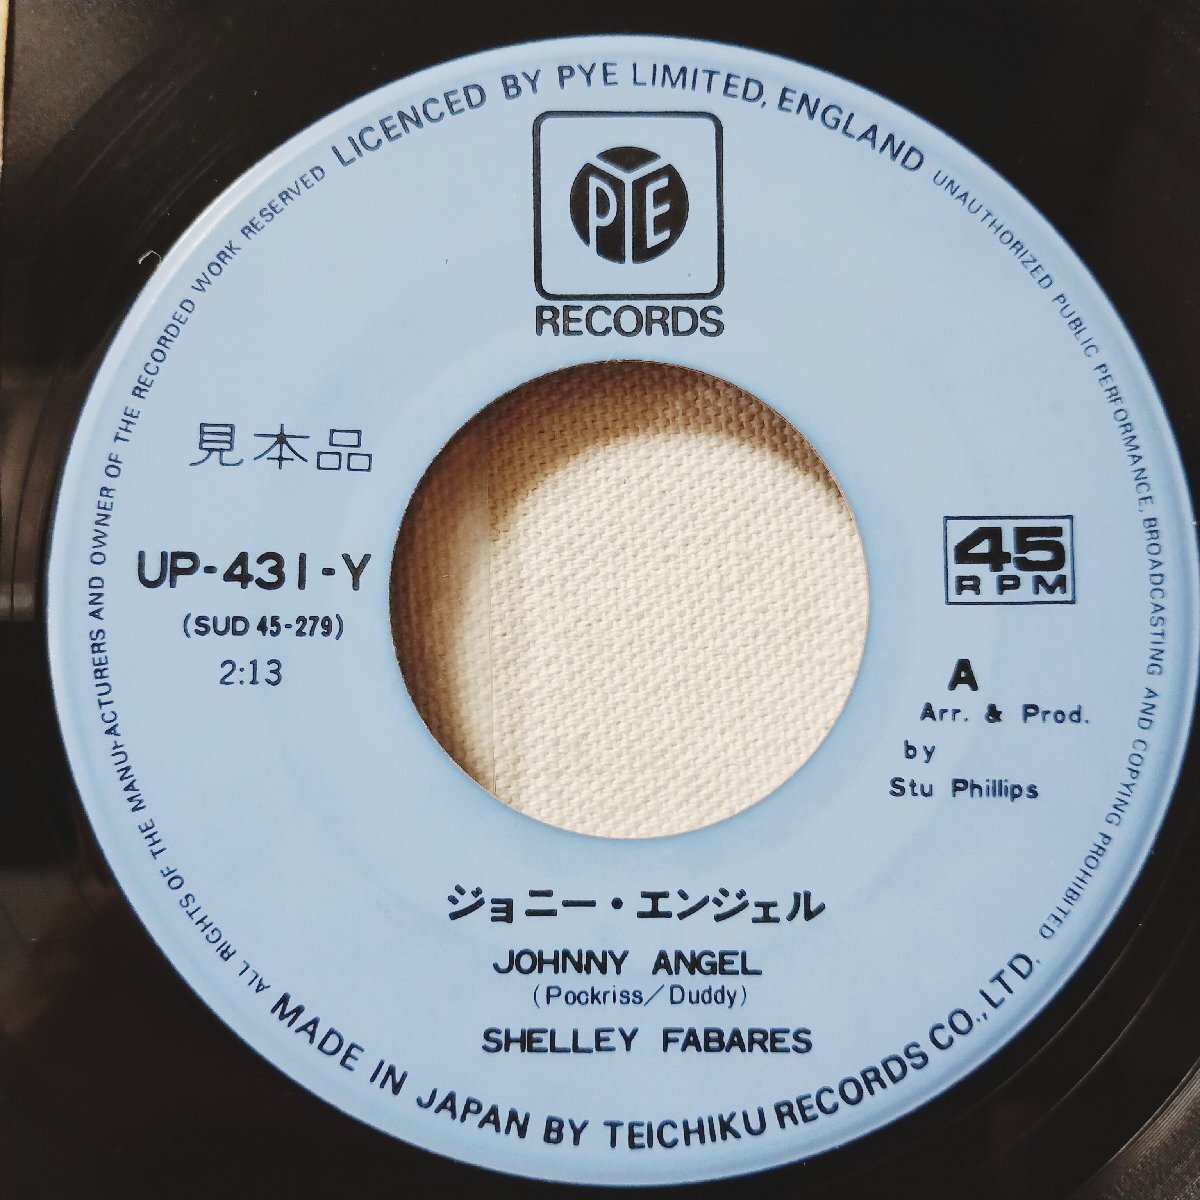 LICENCED BY PYE LIMITED, ENGLAND
UNAUTHORIZED PUBLIC PERFORMANCE, BROADCASTING AND COPYING PROHIBITED
PYE
RECORDS
見本品
UP-431-Y
(SUD 45-279)
2:13
45
RPM
A
Arr. & Prod.
by
Stu Phillips
ジョニー・エンジェル
JOHNNY ANGEL
(Pockriss/Duddy)
SHELLEY FABARES
ALL RIGHTS OF THE MANUFACTURERS AND OWNER OF THE RECORDED WORK RESERVED
MADE IN JAPAN BY TEICHIKU RECORDS CO., LTD.